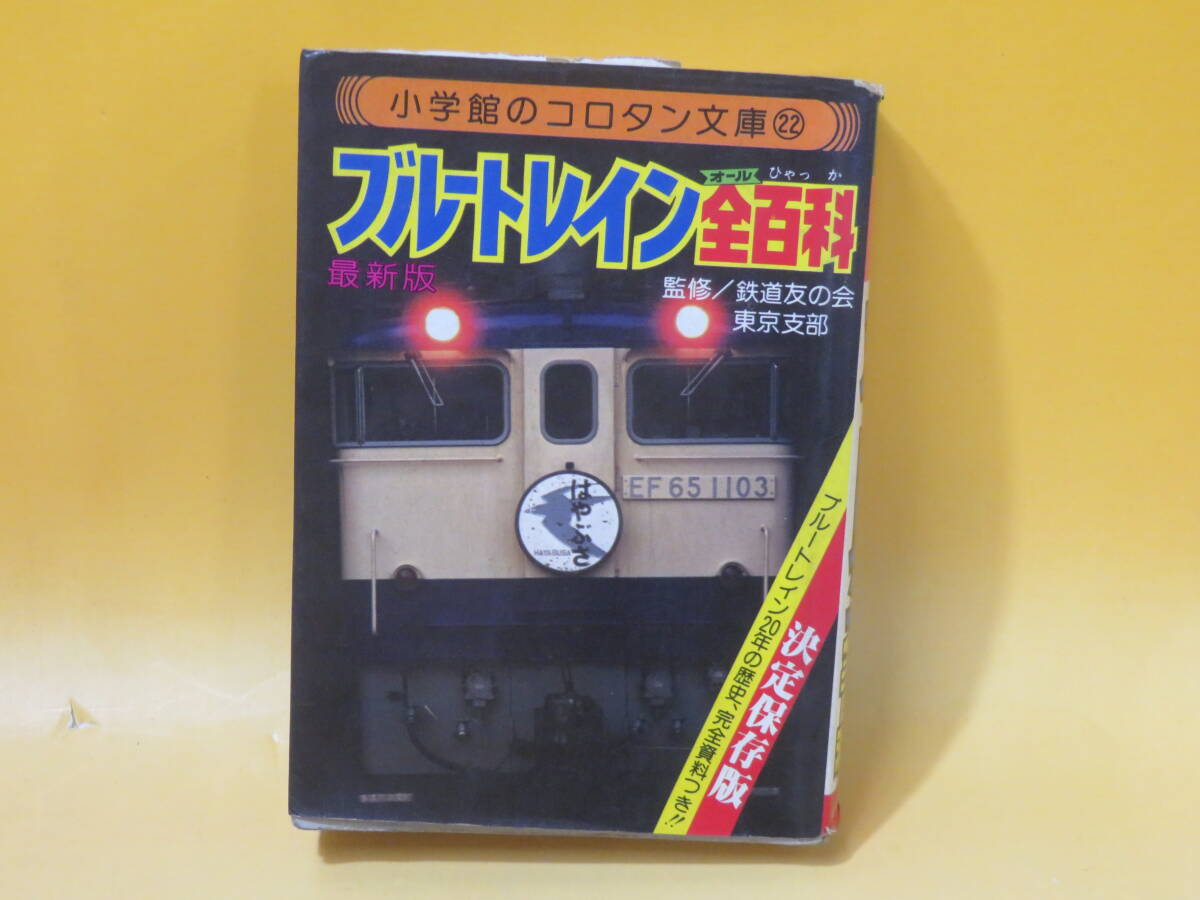 小学館のコロタン文庫㉒
ブルートレイン全百科
オール ひゃっか
最新版
監修/鉄道友の会
東京支部
はやぶさ
HAYABUSA
EF65 1103
ブルートレイン20年の歴史、完全資料つき!!
決定保存版